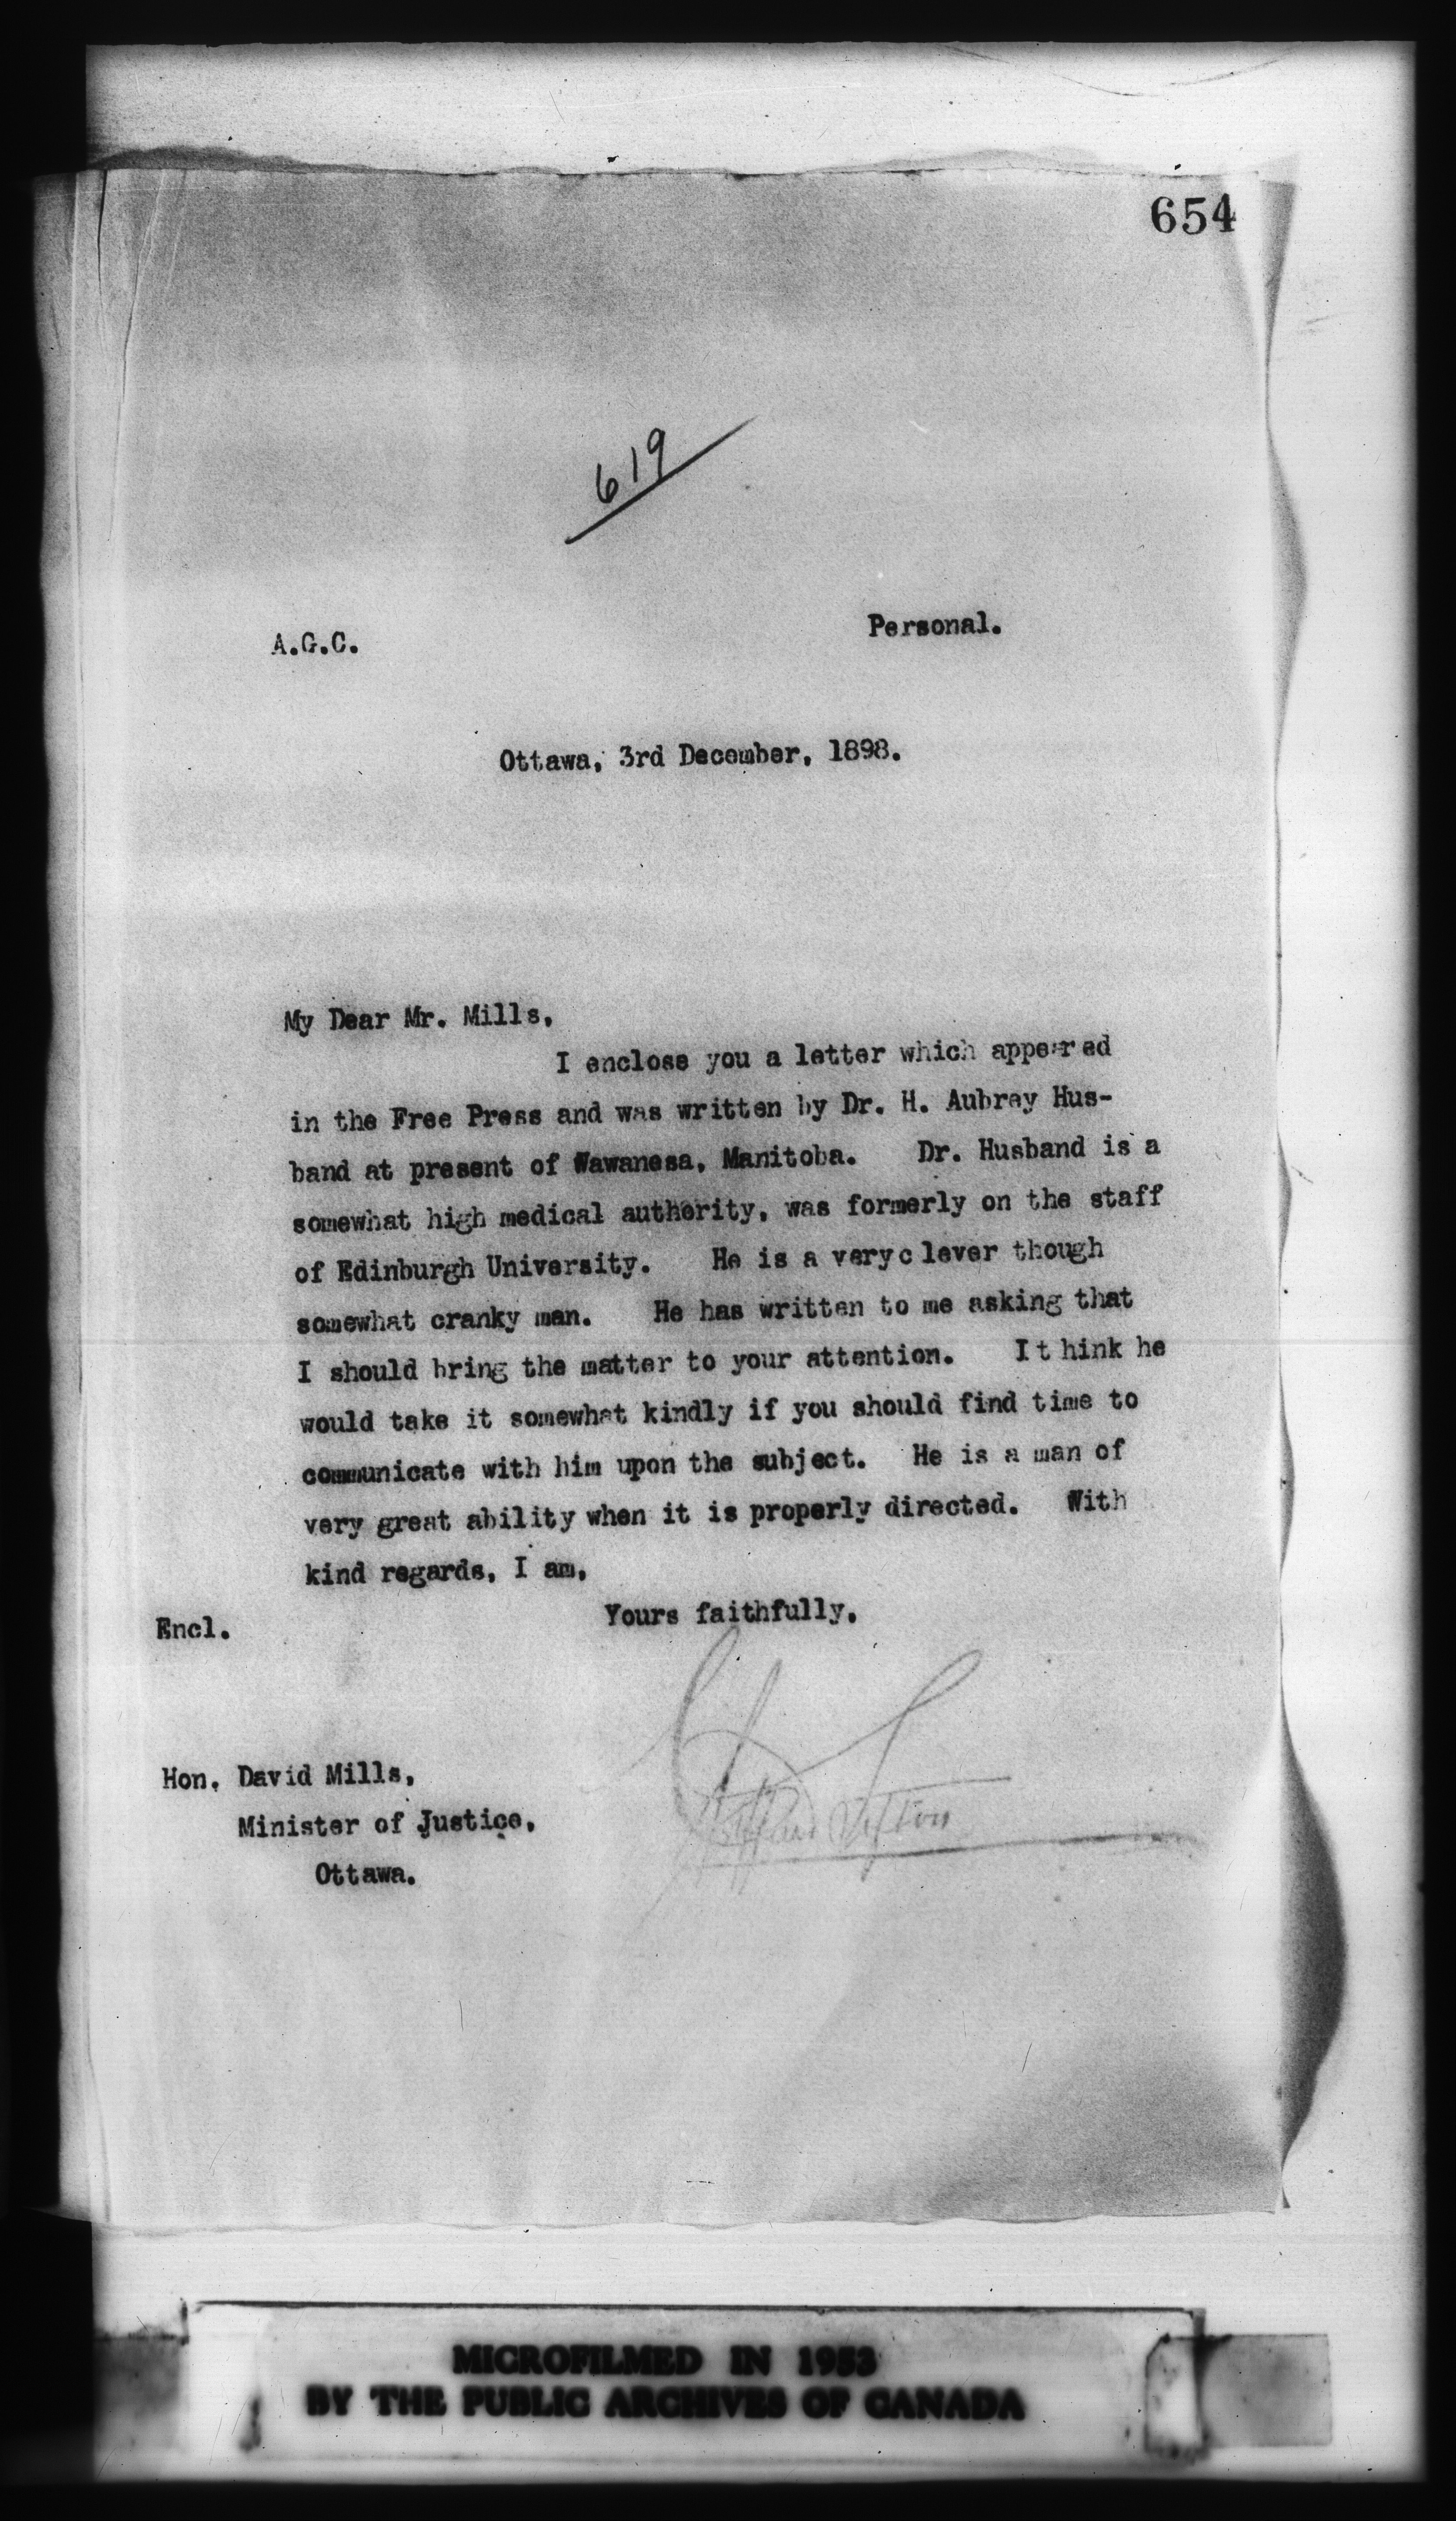 654
619
A.G.C.
Personal.
Ottawa, 3rd December, 1898.
My Dear Mr. Mills,
I enclose you a letter which appeared
in the Free Press and was written by Dr. H. Aubrey Hus-
band at present of Wawanesa, Manitoba. Dr. Husband is a
somewhat high medical authority, was formerly on the staff
of Edinburgh University. He is a veryc lever though
somewhat cranky man. He has written to me asking that
I should bring the matter to your attention. It hink he
would take it somewhat kindly if you should find time to
communicate with him upon the subject. He is a man of
very great ability when it is properly directed. With
kind regards, I am,
Yours faithfully,
Encl.
Clifford Sifton
Hon. David Mills,
Minister of Justice,
Ottawa.
MICROFILMED IN 1953
BY THE PUBLIC ARCHIVES OF CANADA